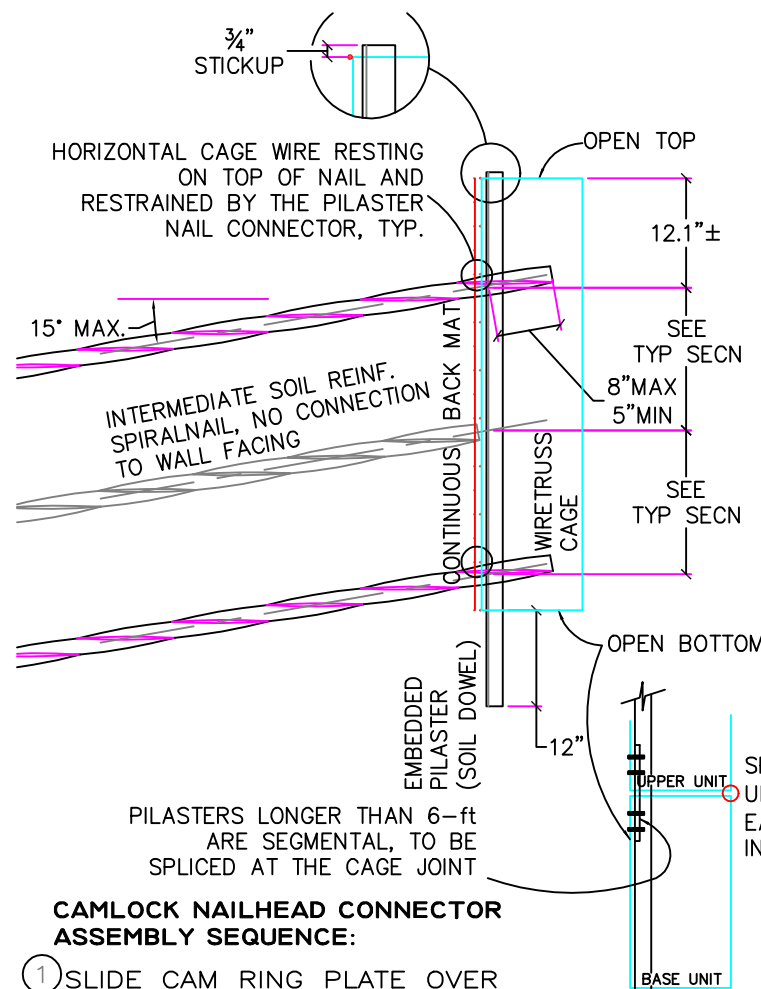 ¾"
STICKUP
HORIZONTAL CAGE WIRE RESTING
ON TOP OF NAIL AND
RESTRAINED BY THE PILASTER
NAIL CONNECTOR, TYP.
OPEN TOP
12.1"±
15° MAX.
SEE
TYP SECN
8"MAX
5"MIN
INTERMEDIATE SOIL REINF.
SPIRALNAIL, NO CONNECTION
TO WALL FACING
CONTINUOUS BACK MAT
WIRETRUSS
CAGE
SEE
TYP SECN
OPEN BOTTOM
EMBEDDED
PILASTER
(SOIL DOWEL)
12"
UPPER UNIT
PILASTERS LONGER THAN 6-ft
ARE SEGMENTAL, TO BE
SPLICED AT THE CAGE JOINT
CAMLOCK NAILHEAD CONNECTOR
ASSEMBLY SEQUENCE:
1 SLIDE CAM RING PLATE OVER
BASE UNIT